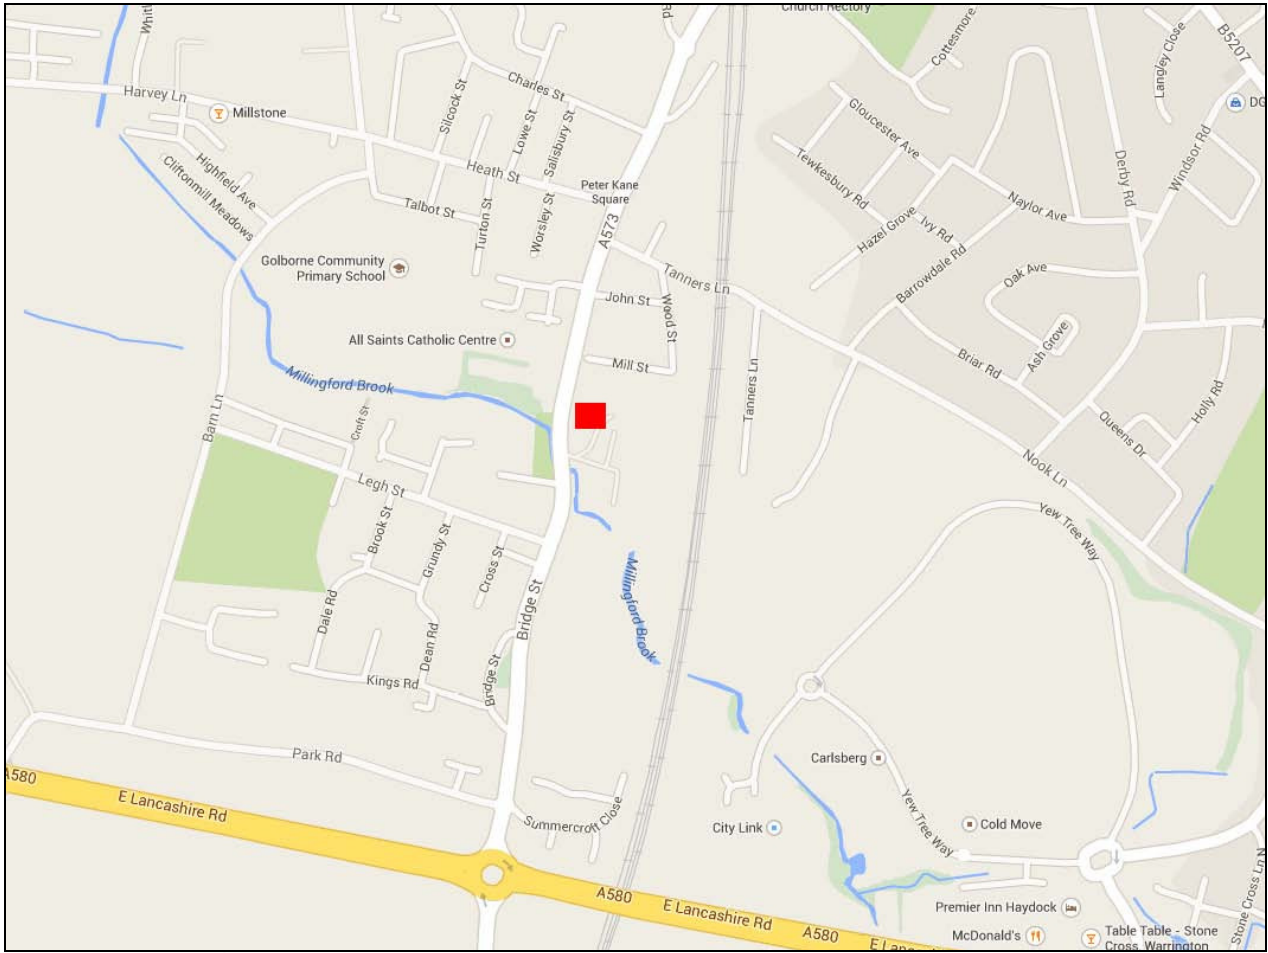 Church Rectory
B5207
Cottesmore
Langley Close
DG
Charles St
Harvey Ln
Millstone
Silcock St
Lowe St
Salisbury St
Gloucester Ave
Tewkesbury Rd
Derby Rd
Windsor Rd
Highfield Ave
Cliftonmill Meadows
Heath St
Peter Kane
Square
Talbot St
Turton St
Worsley St
A573
Naylor Ave
Hazel Grove
Ivy Rd
Barrowdale Rd
Oak Ave
Golborne Community
Primary School
Tanners Ln
John St
Wood St
All Saints Catholic Centre
Mill St
Ash Grove
Briar Rd
Millingford Brook
Tanners Ln
Holly Rd
Barn Ln
Croft St
Queens Dr
Nook Ln
Legh St
Brook St
Grundy St
Cross St
Yew Tree Way
Millingford Brook
Bridge St
Dale Rd
Dean Rd
Bridge St
Kings Rd
Park Rd
A580
E Lancashire Rd
Summercroft Close
Carlsberg
Yew Tree Way
City Link
Cold Move
Stone Cross Ln N
A580
E Lancashire Rd
A580
Premier Inn Haydock
McDonald's
Table Table - Stone
Cross, Warrington